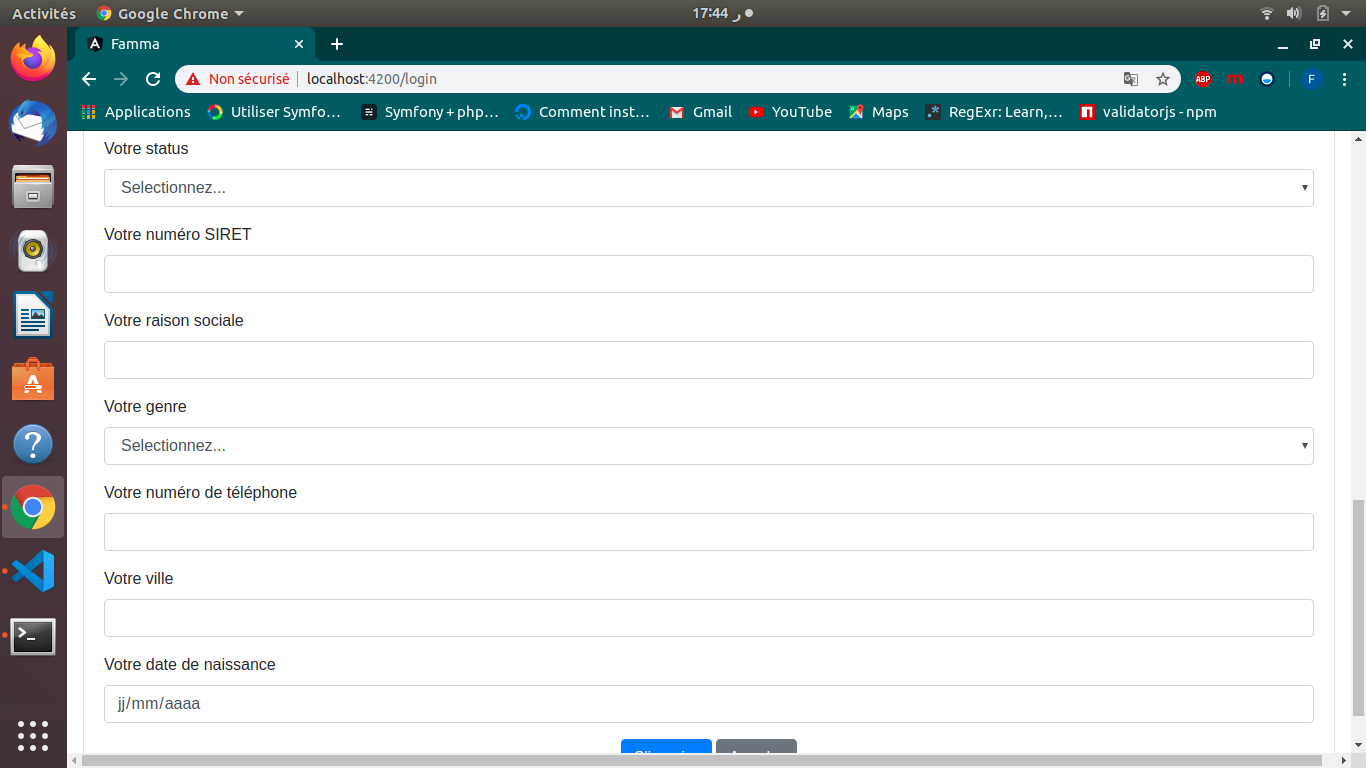 Activités Google Chrome 17:44 ر
Famma
Non sécurisé localhost:4200/login ABP m F
Applications Utiliser Symfo… Symfony + php… Comment inst… Gmail YouTube Maps RegExr: Learn,… validatorjs - npm
Votre status
Selectionnez...
Votre numéro SIRET
Votre raison sociale
Votre genre
Selectionnez...
Votre numéro de téléphone
Votre ville
Votre date de naissance
jj/mm/aaaa